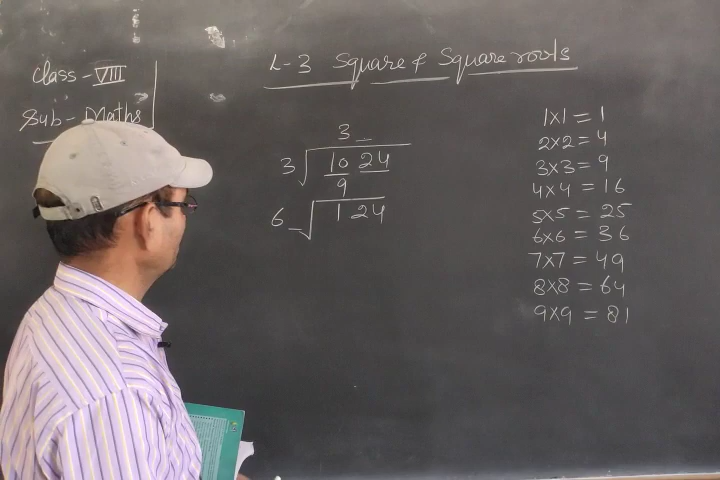 Class - VIII
Sub - Maths
L-3 Square & Square roots
3 _
3 √ 10 24
9
6 _ √ 1 24
1x1 = 1
2x2 = 4
3x3 = 9
4x4 = 16
5x5 = 25
6x6 = 36
7x7 = 49
8x8 = 64
9x9 = 81